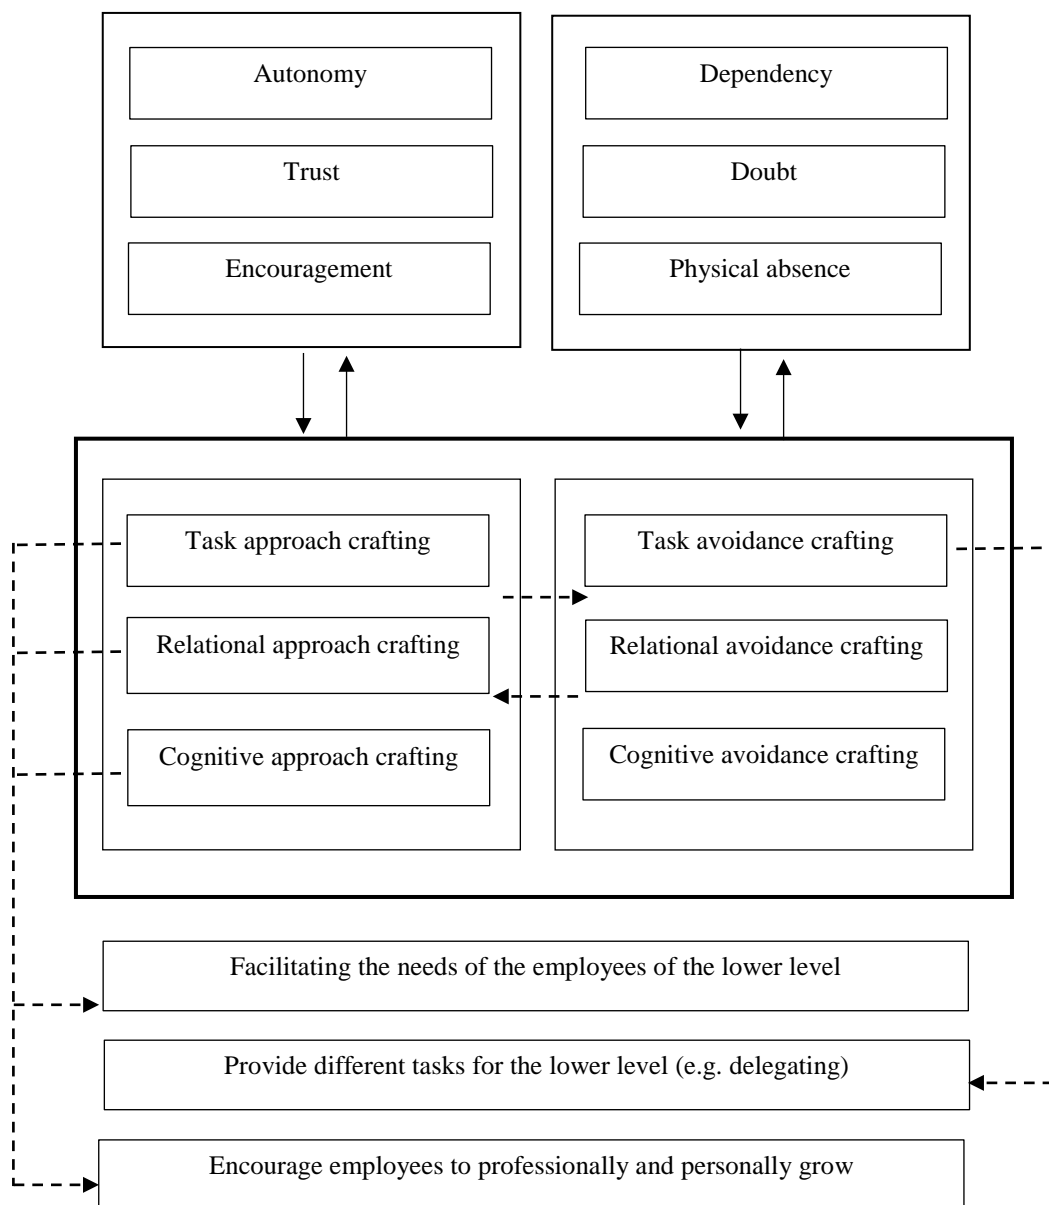 Autonomy
Trust
Encouragement
Dependency
Doubt
Physical absence
Task approach crafting
Relational approach crafting
Cognitive approach crafting
Task avoidance crafting
Relational avoidance crafting
Cognitive avoidance crafting
Facilitating the needs of the employees of the lower level
Provide different tasks for the lower level (e.g. delegating)
Encourage employees to professionally and personally grow